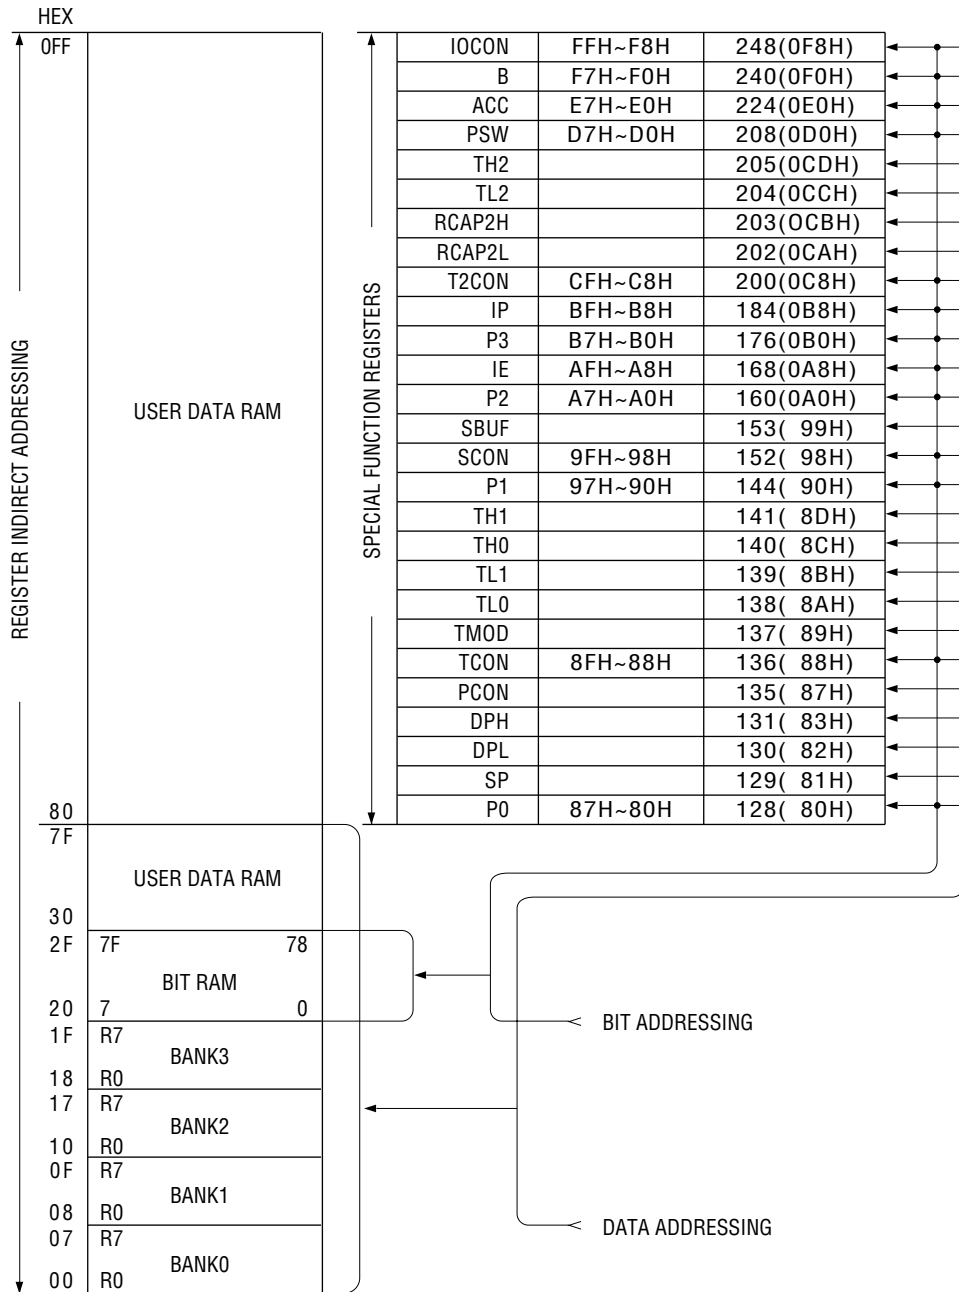 HEX
0FF
IOCON FFH~F8H 248(0F8H)
B F7H~F0H 240(0F0H)
ACC E7H~E0H 224(0E0H)
PSW D7H~D0H 208(0D0H)
TH2 205(0CDH)
TL2 204(0CCH)
RCAP2H 203(OCBH)
RCAP2L 202(0CAH)
T2CON CFH~C8H 200(0C8H)
IP BFH~B8H 184(0B8H)
P3 B7H~B0H 176(0B0H)
IE AFH~A8H 168(0A8H)
P2 A7H~A0H 160(0A0H)
SBUF 153( 99H)
SCON 9FH~98H 152( 98H)
P1 97H~90H 144( 90H)
TH1 141( 8DH)
TH0 140( 8CH)
TL1 139( 8BH)
TL0 138( 8AH)
TMOD 137( 89H)
TCON 8FH~88H 136( 88H)
PCON 135( 87H)
DPH 131( 83H)
DPL 130( 82H)
SP 129( 81H)
P0 87H~80H 128( 80H)
REGISTER INDIRECT ADDRESSING
USER DATA RAM
SPECIAL FUNCTION REGISTERS
80
7F
USER DATA RAM
30
2F 7F 78
BIT RAM
20 7 0
BIT ADDRESSING
1F R7
BANK3
18 R0
17 R7
BANK2
10 R0
0F R7
BANK1
08 R0
DATA ADDRESSING
07 R7
BANK0
00 R0